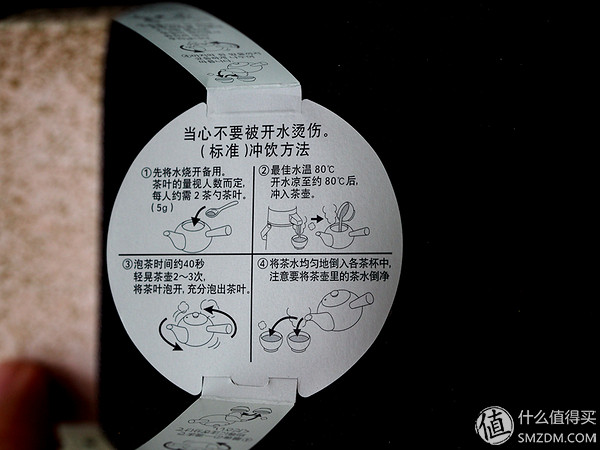 当心不要被开水烫伤。
(标准)冲饮方法
①先将水烧开备用。
茶叶的量视人数而定,
每人约需2茶勺茶叶。
(5g)
②最佳水温80℃
开水凉至约80℃后,
冲入茶壶。
③泡茶时间约40秒
轻晃茶壶2～3次,
将茶叶泡开,充分泡出茶叶。
④将茶水均匀地倒入各茶杯中,
注意要将茶壶里的茶水倒净
值 什么值得买
SMZDM.COM